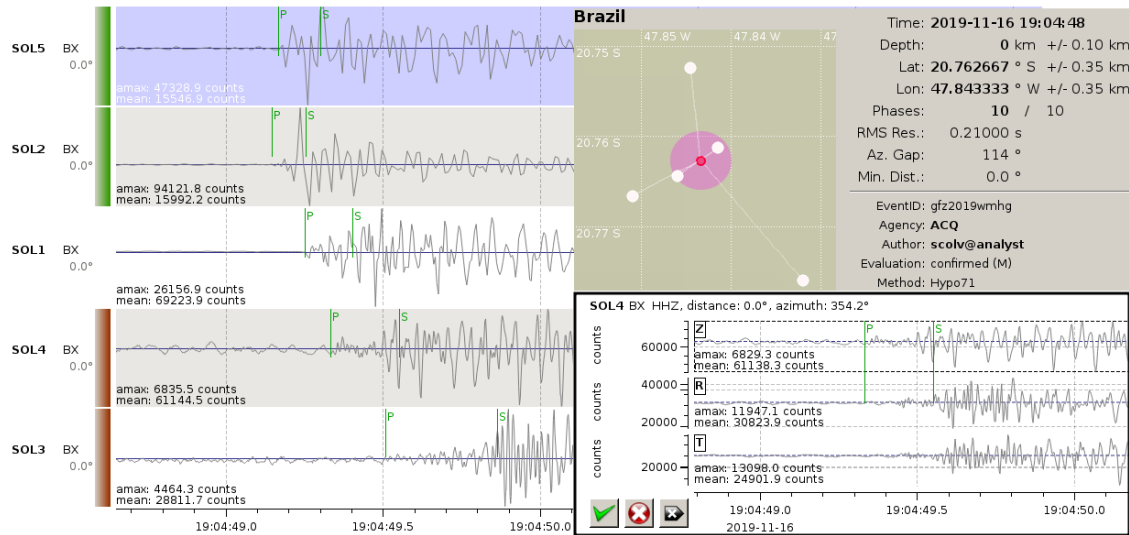 SOL5 BX
0.0°
P S
amax: 47328.9 counts
mean: 15546.9 counts
SOL2 BX
0.0°
P S
amax: 94121.8 counts
mean: 15992.2 counts
SOL1 BX
0.0°
P S
amax: 26156.9 counts
mean: 69223.9 counts
SOL4 BX
0.0°
P S
amax: 6835.5 counts
mean: 61144.5 counts
SOL3 BX
0.0°
P S
amax: 4464.3 counts
mean: 28811.7 counts
19:04:49.0 19:04:49.5 19:04:50.0
Brazil
47.85 W 47.84 W 47
20.75 S
20.76 S
20.77 S
Time: 2019-11-16 19:04:48
Depth: 0 km +/- 0.10 km
Lat: 20.762667 ° S +/- 0.35 km
Lon: 47.843333 ° W +/- 0.35 km
Phases: 10 / 10
RMS Res.: 0.21000 s
Az. Gap: 114 °
Min. Dist.: 0.0 °
EventID: gfz2019wmhg
Agency: ACQ
Author: scolv@analyst
Evaluation: confirmed (M)
Method: Hypo71
SOL4 BX HHZ, distance: 0.0°, azimuth: 354.2°
counts
60000
Z
P S
amax: 6829.3 counts
mean: 61138.3 counts
counts
40000
20000
R
amax: 11947.1 counts
mean: 30823.9 counts
counts
20000
T
amax: 13098.0 counts
mean: 24901.9 counts
19:04:49.0 19:04:49.5 19:04:50.0
2019-11-16